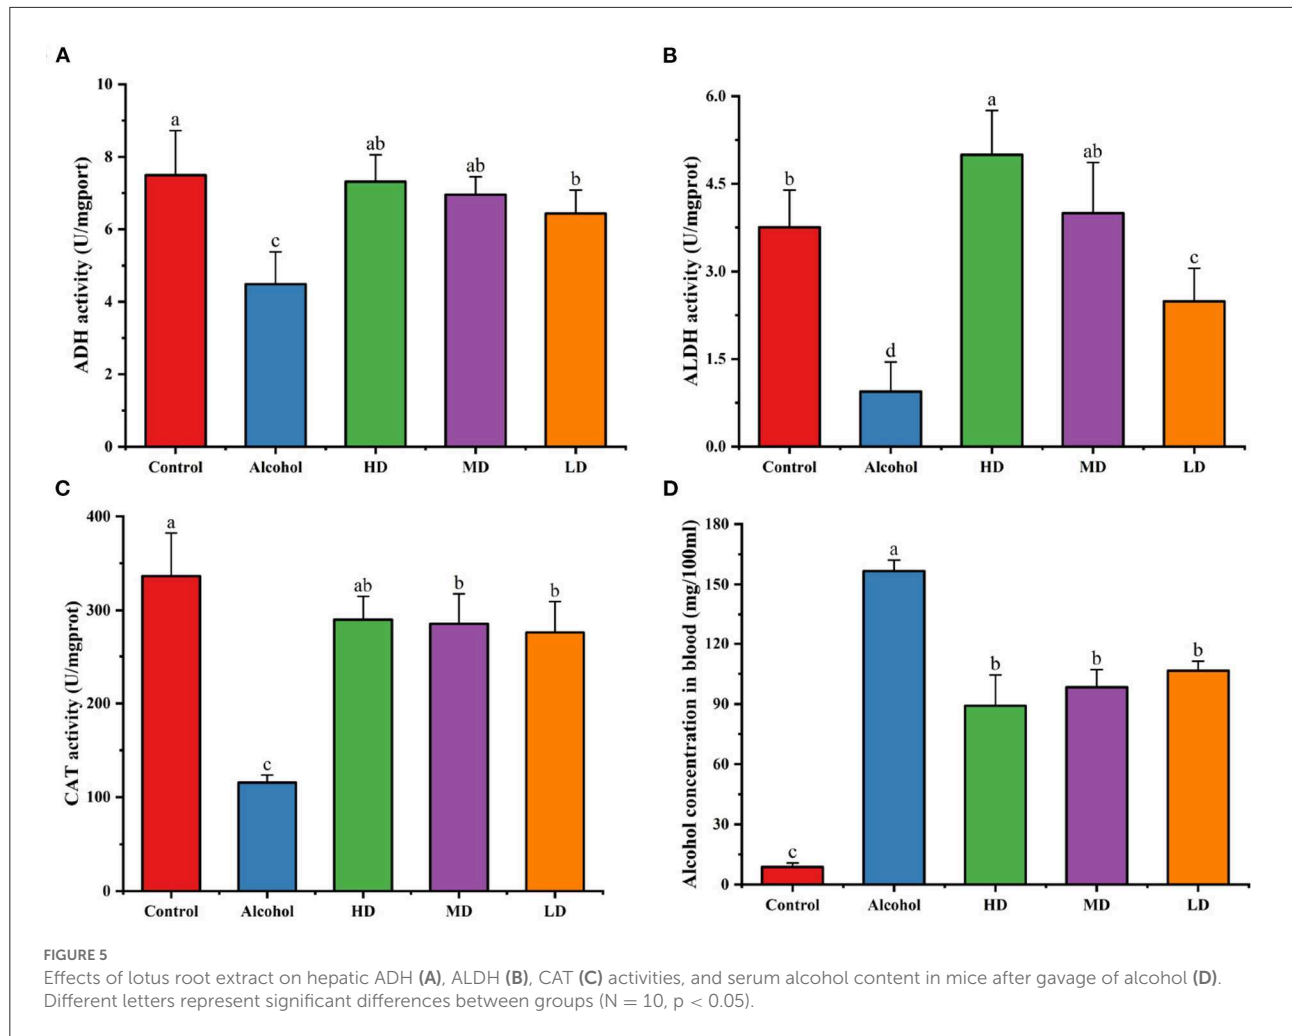 A
ADH activity (U/mgport)
10
8
6
4
2
0
a
c
ab
ab
b
Control Alcohol HD MD LD
B
ALDH activity (U/mgprot)
6.0
4.5
3.0
1.5
0.0
b
d
a
ab
c
Control Alcohol HD MD LD
C
CAT activity (U/mgprot)
400
300
200
100
0
a
c
ab
b
b
Control Alcohol HD MD LD
D
Alcohol concentration in blood (mg/100ml)
180
150
120
90
60
30
0
c
a
b
b
b
Control Alcohol HD MD LD
FIGURE 5
Effects of lotus root extract on hepatic ADH (A), ALDH (B), CAT (C) activities, and serum alcohol content in mice after gavage of alcohol (D).
Different letters represent significant differences between groups (N = 10, p < 0.05).